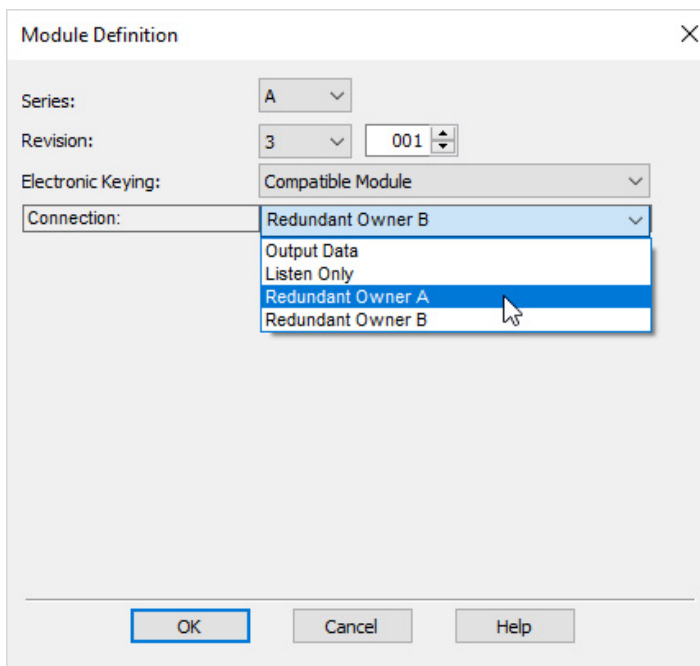 Module Definition
Series: A
Revision: 3 001
Electronic Keying: Compatible Module
Connection: Redundant Owner B
Output Data
Listen Only
Redundant Owner A
Redundant Owner B
OK Cancel Help